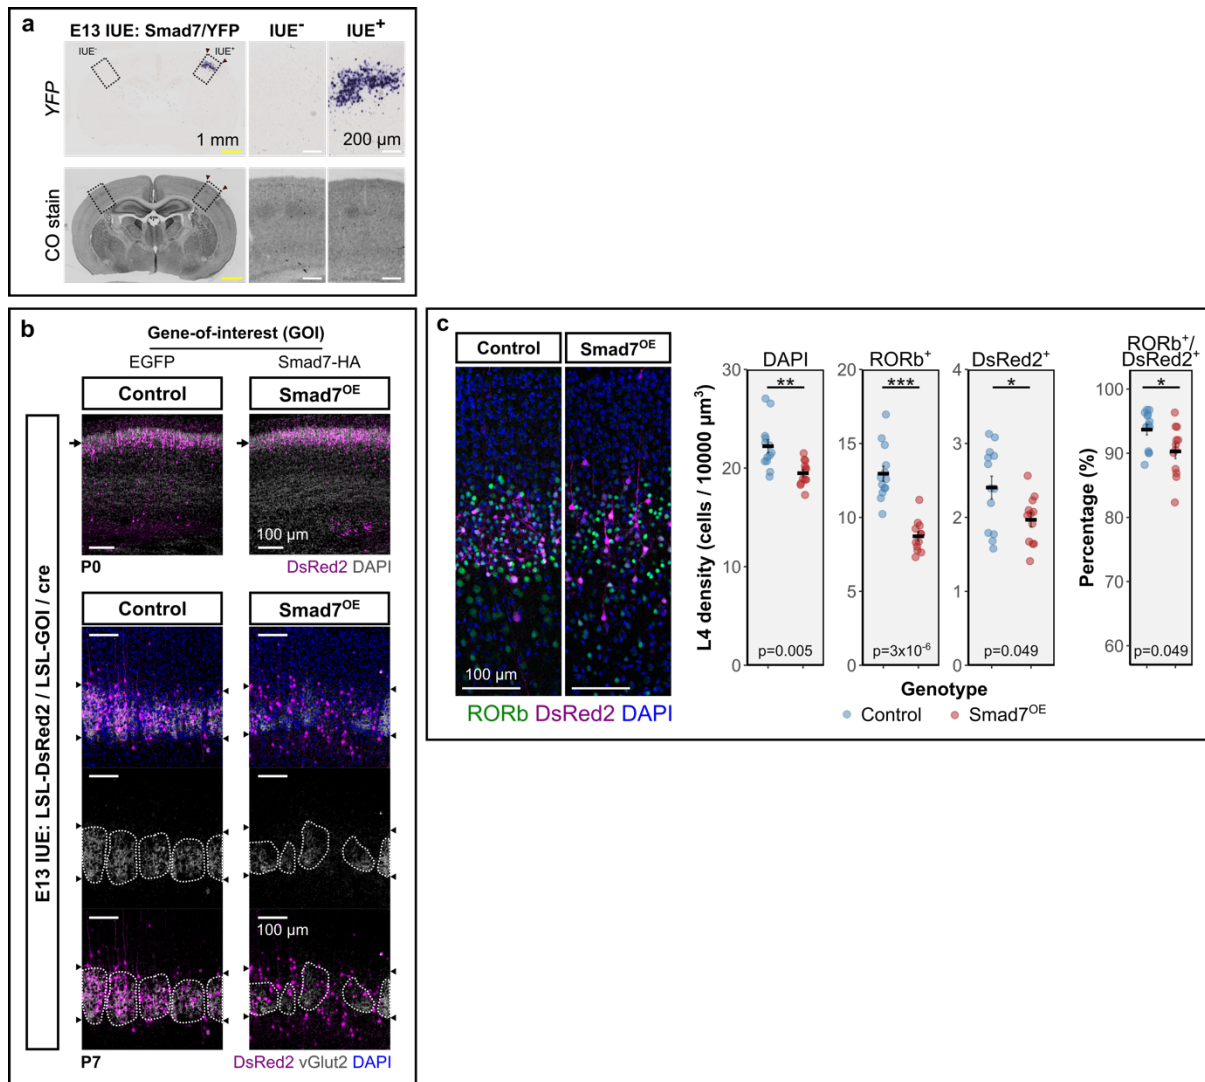 a
E13 IUE: Smad7/YFP
IUE-
IUE+
IUE-
IUE+
YFP
1 mm
200 µm
CO stain
b
Gene-of-interest (GOI)
EGFP
Smad7-HA
Control
Smad7OE
100 µm
P0
DsRed2 DAPI
Control
Smad7OE
E13 IUE: LSL-DsRed2 / LSL-GOI / cre
100 µm
P7
DsRed2 vGlut2 DAPI
c
Control
Smad7OE
100 µm
RORb DsRed2 DAPI
L4 density (cells / 10000 µm³)
DAPI
30
20
10
0
**
p=0.005
RORb+
20
15
10
5
0
***
p=3x10-6
DsRed2+
4
3
2
1
0
*
p=0.049
RORb+/
DsRed2+
Percentage (%)
100
90
80
70
60
*
p=0.049
Genotype
Control
Smad7OE